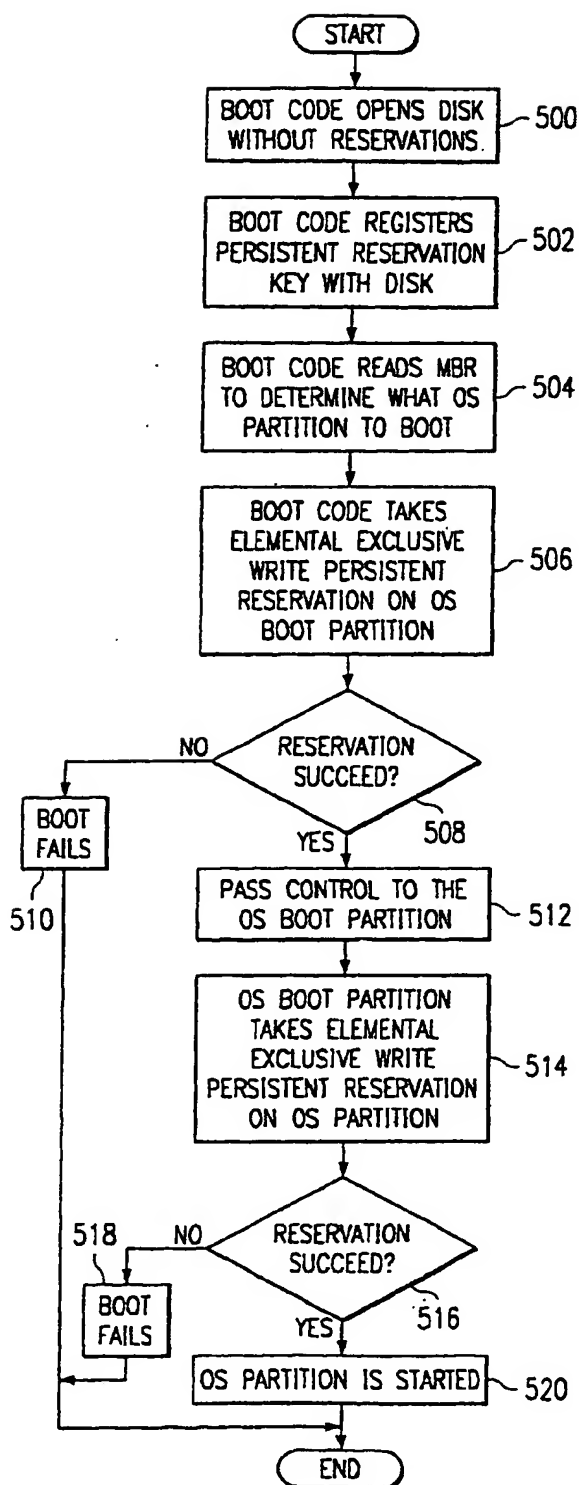 START
BOOT CODE OPENS DISK
WITHOUT RESERVATIONS.
500
BOOT CODE REGISTERS
PERSISTENT RESERVATION
KEY WITH DISK
502
BOOT CODE READS MBR
TO DETERMINE WHAT OS
PARTITION TO BOOT
504
BOOT CODE TAKES
ELEMENTAL EXCLUSIVE
WRITE PERSISTENT
RESERVATION ON OS
BOOT PARTITION
506
RESERVATION
SUCCEED?
508
NO
BOOT
FAILS
510
YES
PASS CONTROL TO THE
OS BOOT PARTITION
512
OS BOOT PARTITION
TAKES ELEMENTAL
EXCLUSIVE WRITE
PERSISTENT RESERVATION
ON OS PARTITION
514
RESERVATION
SUCCEED?
516
NO
518
BOOT
FAILS
YES
OS PARTITION IS STARTED
520
END